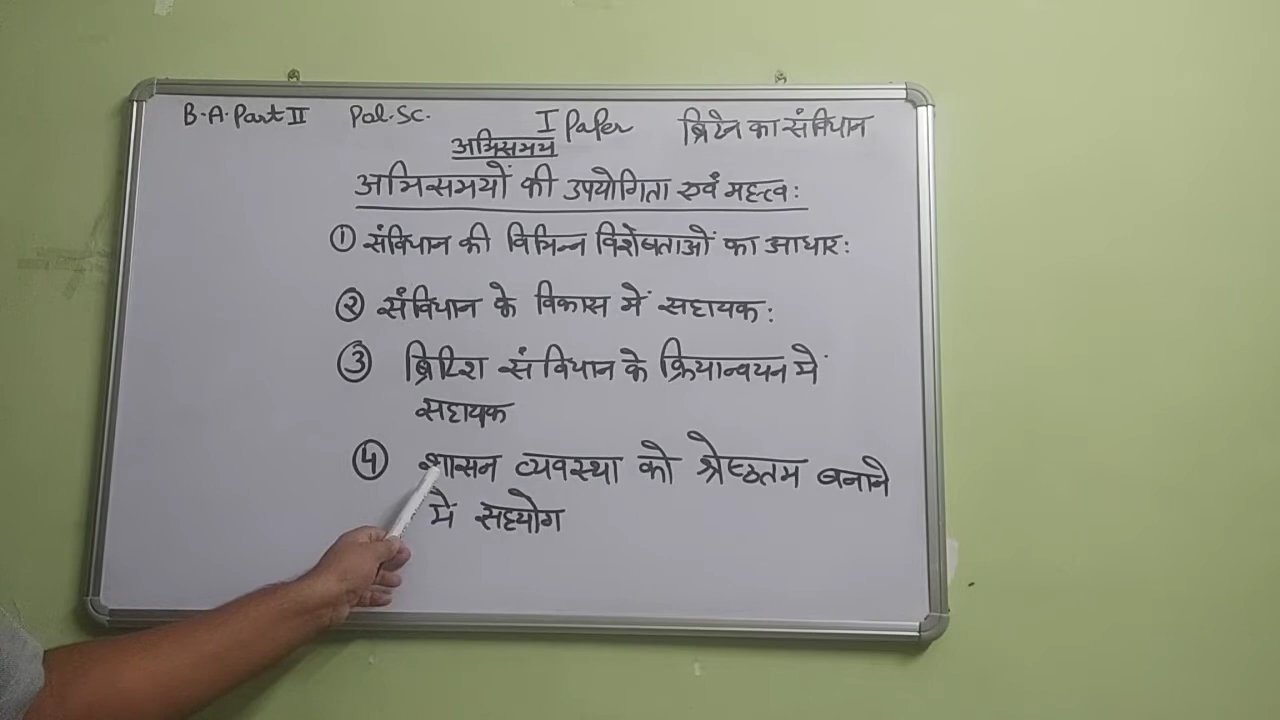 B.A. Part II Pol.Sc. I Paper ब्रिटेन का संविधान
अभिसमय
अभिसमयों की उपयोगिता एवं महत्त्व:
① संविधान की विभिन्न विशेषताओं का आधार:
② संविधान के विकास में सहायक:
③ ब्रिटिश संविधान के क्रियान्वयन में
सहायक
④ शासन व्यवस्था को श्रेष्ठतम बनाने
में सहयोग